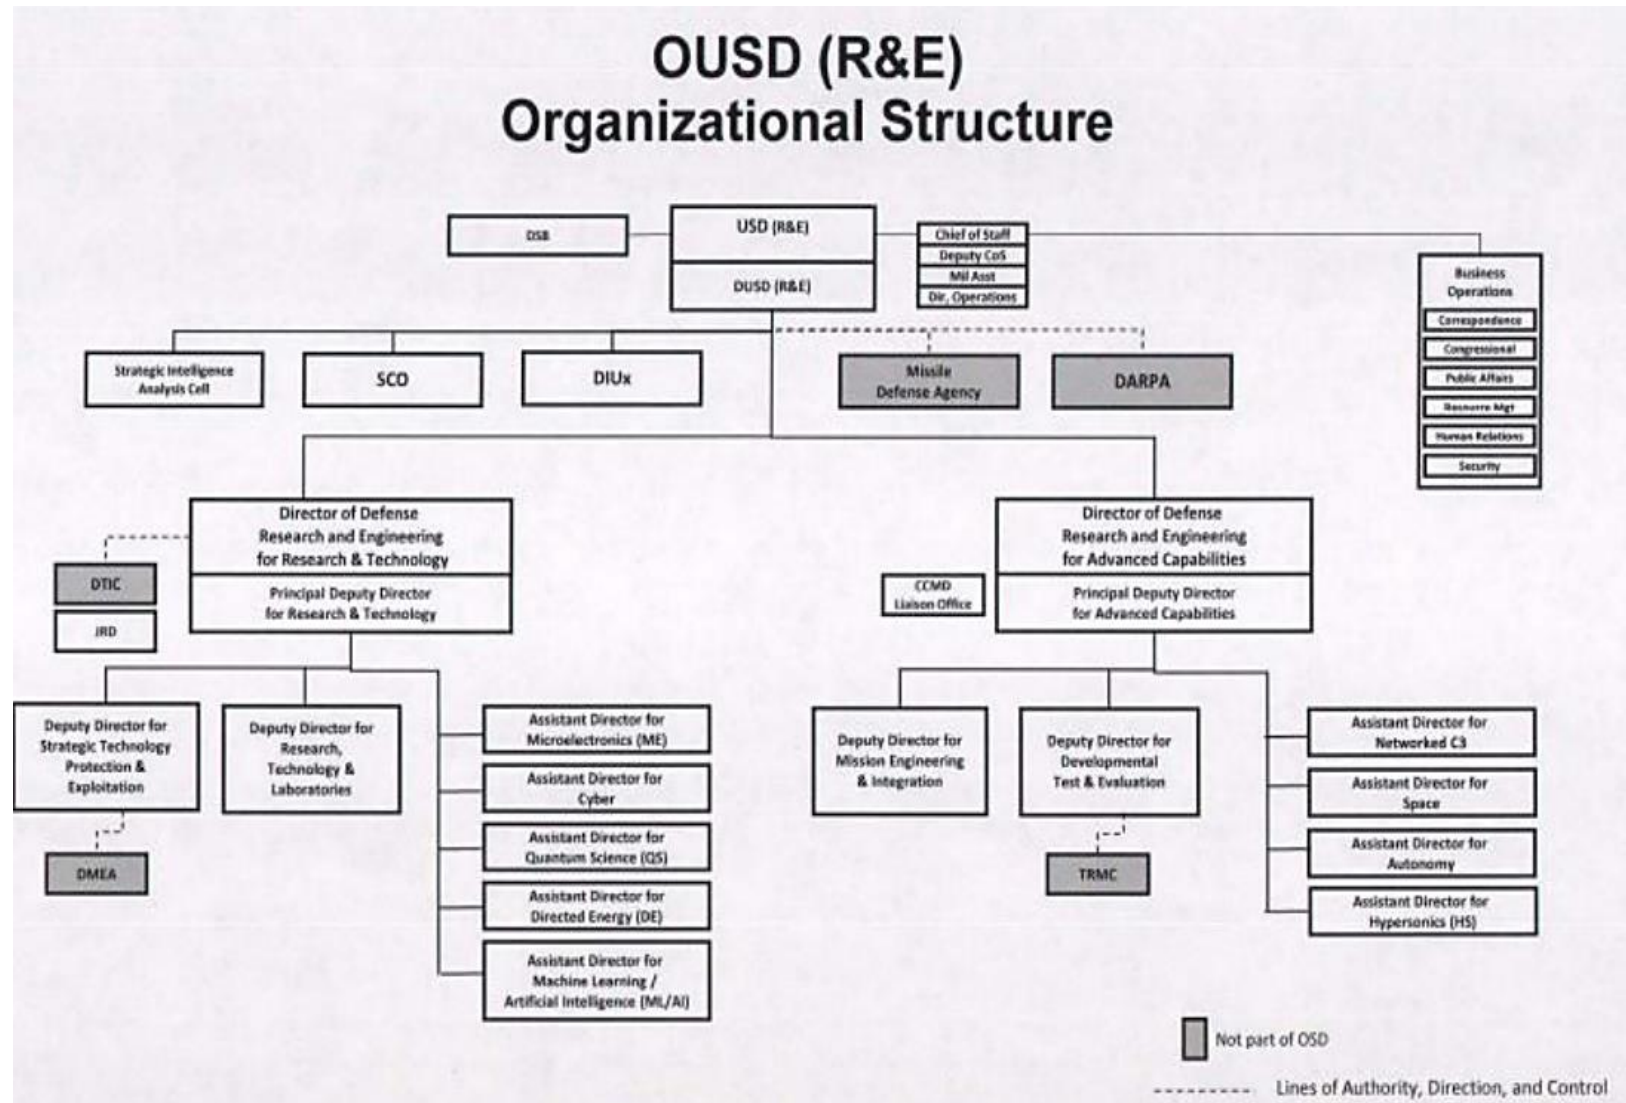 OUSD (R&E)
Organizational Structure
DSB
USD (R&E)
DUSD (R&E)
Chief of Staff
Deputy CoS
Mil Asst
Dir, Operations
Business
Operations
Correspondence
Congressional
Public Affairs
Resource Mgt
Human Relations
Security
Strategic Intelligence
Analysis Cell
SCO
DIUx
Missile
Defense Agency
DARPA
Director of Defense
Research and Engineering
for Research & Technology
Principal Deputy Director
for Research & Technology
DTIC
JRD
Director of Defense
Research and Engineering
for Advanced Capabilities
Principal Deputy Director
for Advanced Capabilities
CCMD
Liaison Office
Deputy Director for
Strategic Technology
Protection &
Exploitation
DMEA
Deputy Director for
Research,
Technology &
Laboratories
Assistant Director for
Microelectronics (ME)
Assistant Director for
Cyber
Assistant Director for
Quantum Science (QS)
Assistant Director for
Directed Energy (DE)
Assistant Director for
Machine Learning /
Artificial Intelligence (ML/AI)
Deputy Director for
Mission Engineering
& Integration
Deputy Director for
Developmental
Test & Evaluation
TRMC
Assistant Director for
Networked C3
Assistant Director for
Space
Assistant Director for
Autonomy
Assistant Director for
Hypersonics (HS)
Not part of OSD
Lines of Authority, Direction, and Control